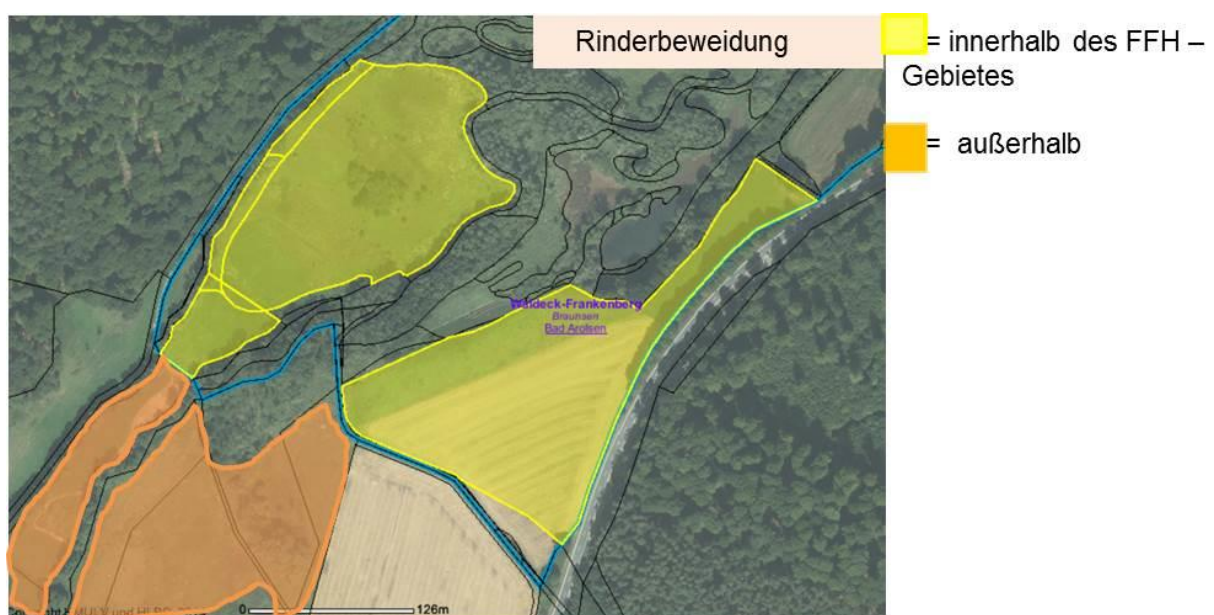 Rinderbeweidung
= innerhalb des FFH –
Gebietes
= außerhalb
Waldeck-Frankenberg
Braunsen
Bad Arolsen
0 126m